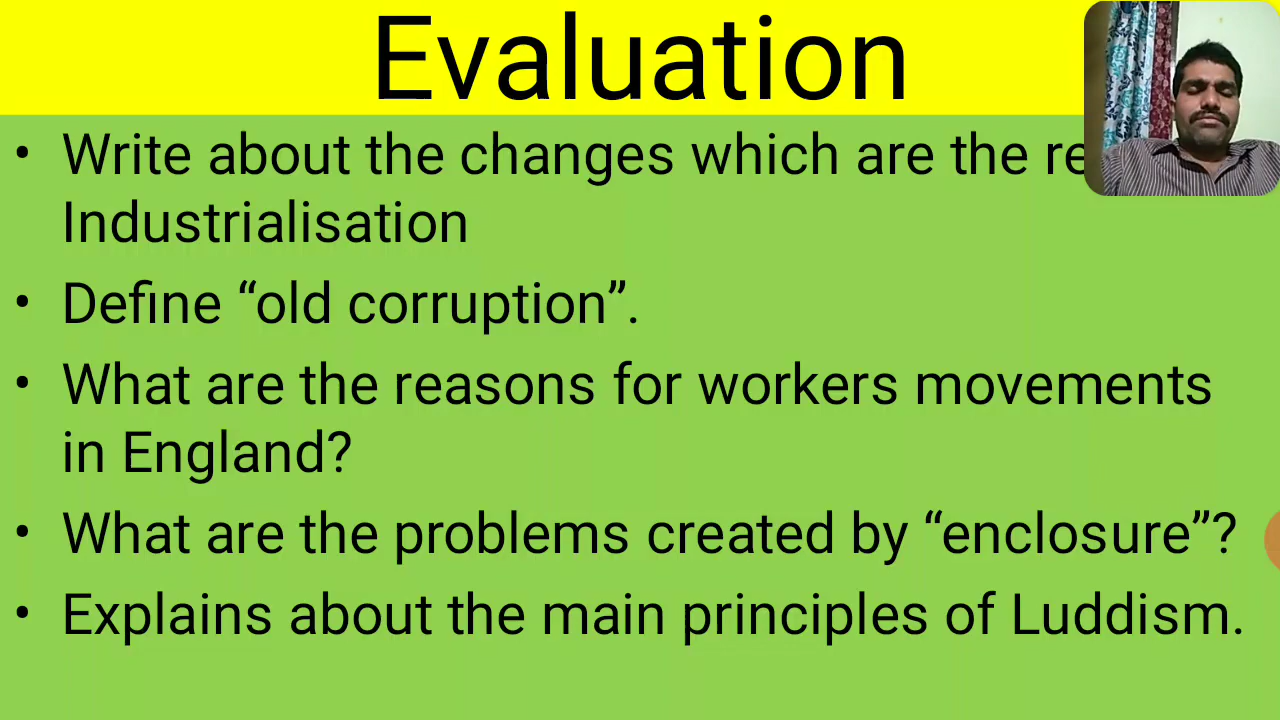 Evaluation
• Write about the changes which are the
Industrialisation
• Define “old corruption”.
• What are the reasons for workers movements
in England?
• What are the problems created by “enclosure”?
• Explains about the main principles of Luddism.